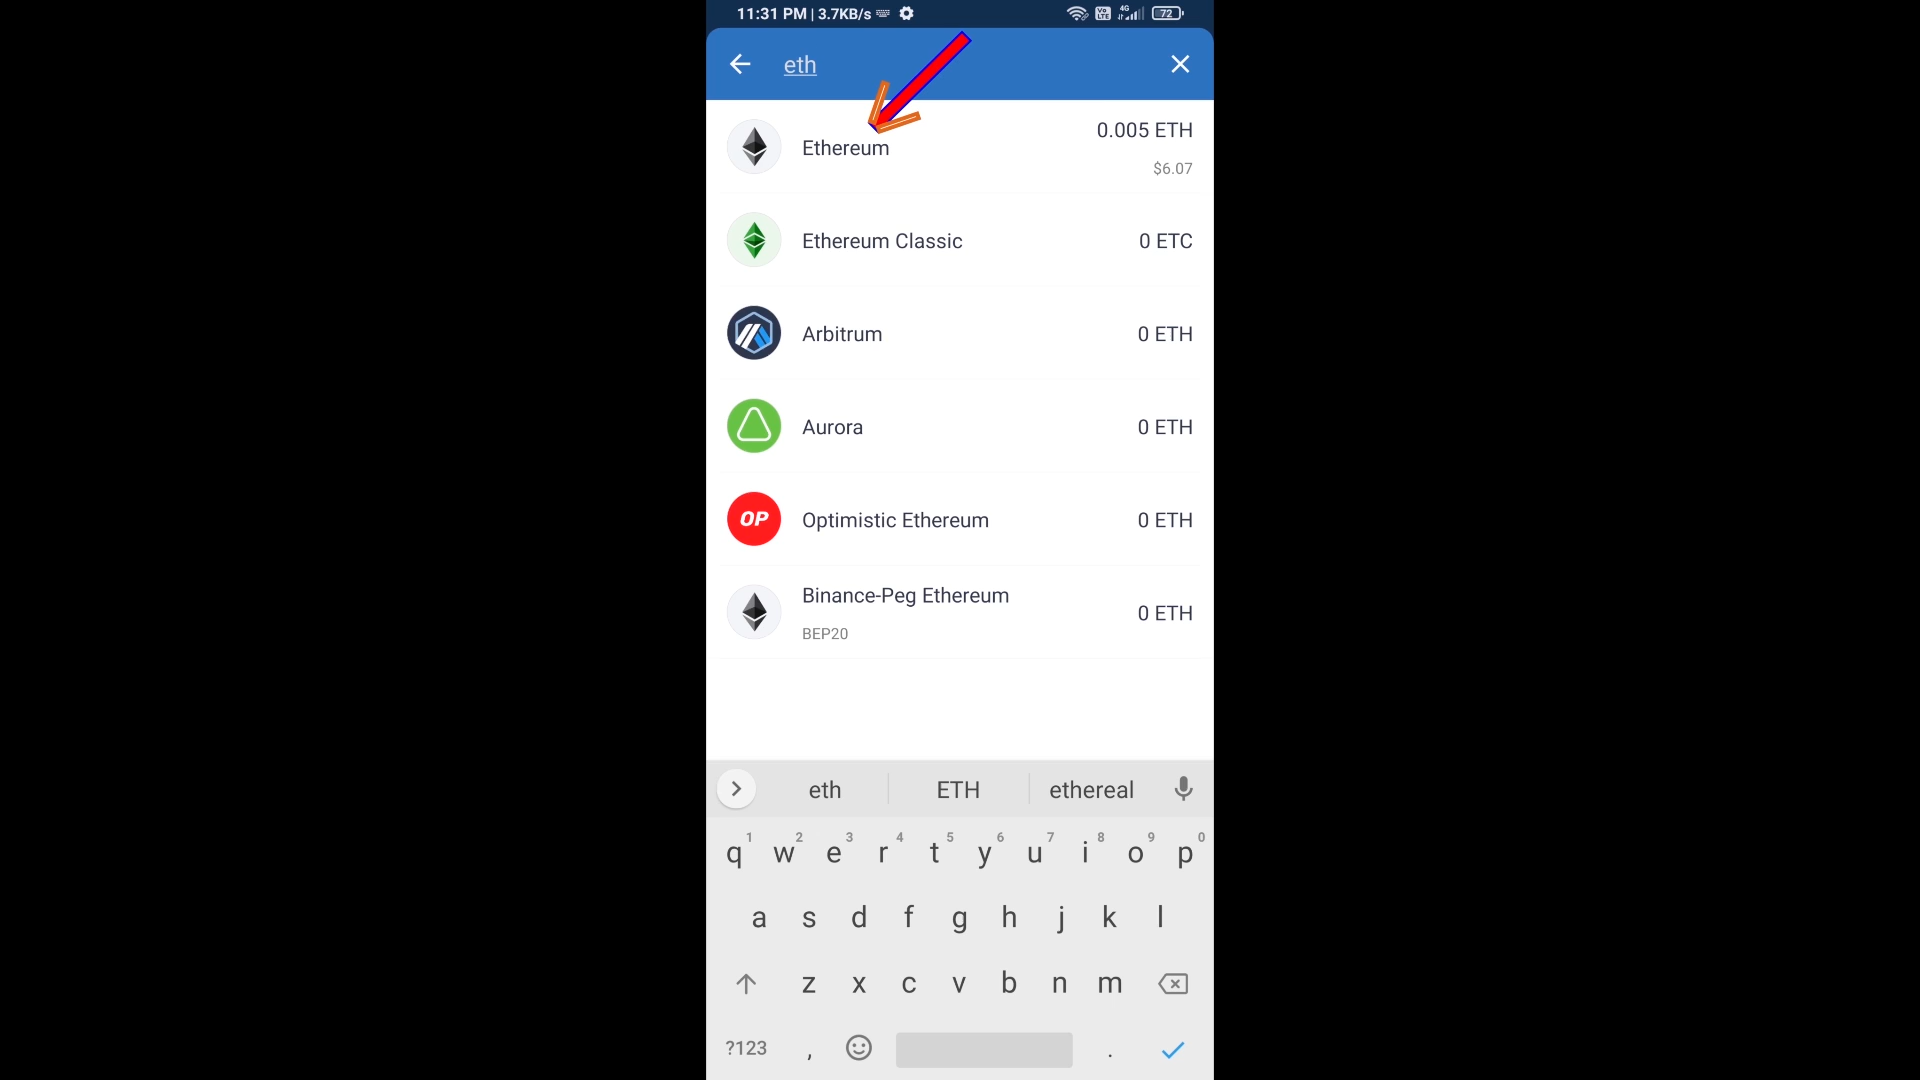 11:31 PM | 3.7KB/s 4G 72
eth
Ethereum 0.005 ETH
$6.07
Ethereum Classic 0 ETC
Arbitrum 0 ETH
Aurora 0 ETH
OP Optimistic Ethereum 0 ETH
Binance-Peg Ethereum 0 ETH
BEP20
eth ETH ethereal
1 2 3 4 5 6 7 8 9 0
q w e r t y u i o p
a s d f g h j k l
z x c v b n m
?123 , .